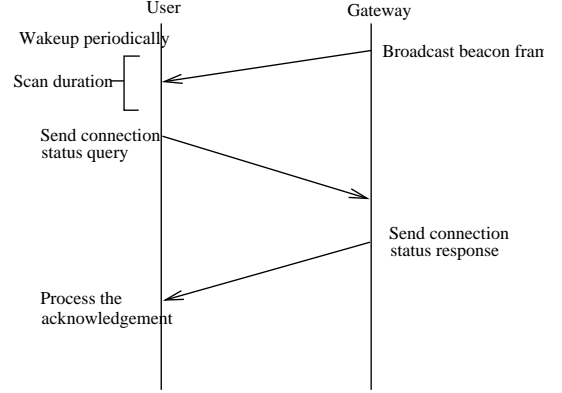 User
Gateway
Wakeup periodically
Broadcast beacon fram
Scan duration
Send connection
status query
Send connection
status response
Process the
acknowledgement